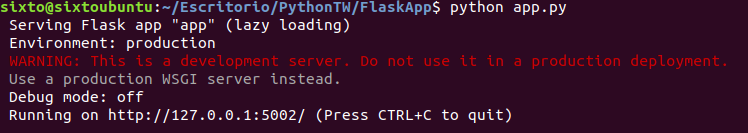 sixto@sixtoubuntu:~/Escritorio/PythonTW/FlaskApp$ python app.py
Serving Flask app "app" (lazy loading)
Environment: production
WARNING: This is a development server. Do not use it in a production deployment.
Use a production WSGI server instead.
Debug mode: off
Running on http://127.0.0.1:5002/ (Press CTRL+C to quit)